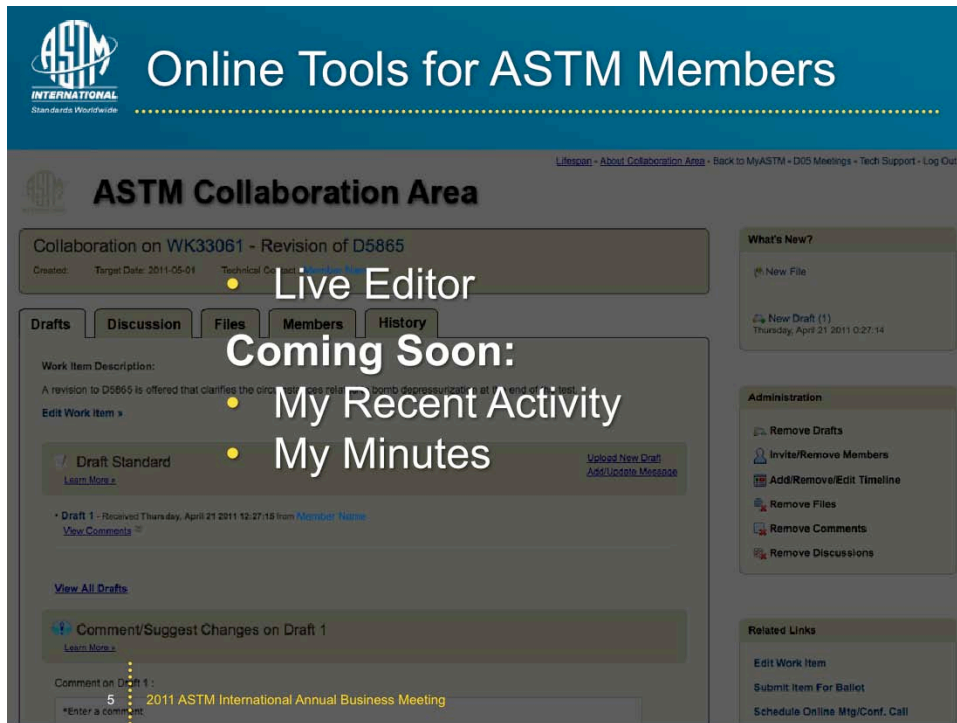 ASTM
INTERNATIONAL
Standards Worldwide
Online Tools for ASTM Members
Lifespan - About Collaboration Area - Back to MyASTM - D05 Meetings - Tech Support - Log Out
ASTM Collaboration Area
Collaboration on WK33061 - Revision of D5865
Created: Target Date: 2011-05-01 Technical Contact: Member Name
• Live Editor
Drafts Discussion Files Members History
Coming Soon:
Work Item Description:
A revision to D5865 is offered that clarifies the circumstances related bomb depressurization at the end of the test.
• My Recent Activity
Edit Work Item »
• My Minutes
Draft Standard
Learn More »
Upload New Draft
Add/Update Message
• Draft 1 - Received Thursday, April 21 2011 12:27:15 from Member Name
View Comments
View All Drafts
Comment/Suggest Changes on Draft 1
Learn More »
Comment on Draft 1 :
*Enter a comment
What's New?
New File
New Draft (1)
Thursday, April 21 2011 0:27:14
Administration
Remove Drafts
Invite/Remove Members
Add/Remove/Edit Timeline
Remove Files
Remove Comments
Remove Discussions
Related Links
Edit Work Item
Submit Item For Ballot
Schedule Online Mtg/Conf. Call
5 2011 ASTM International Annual Business Meeting